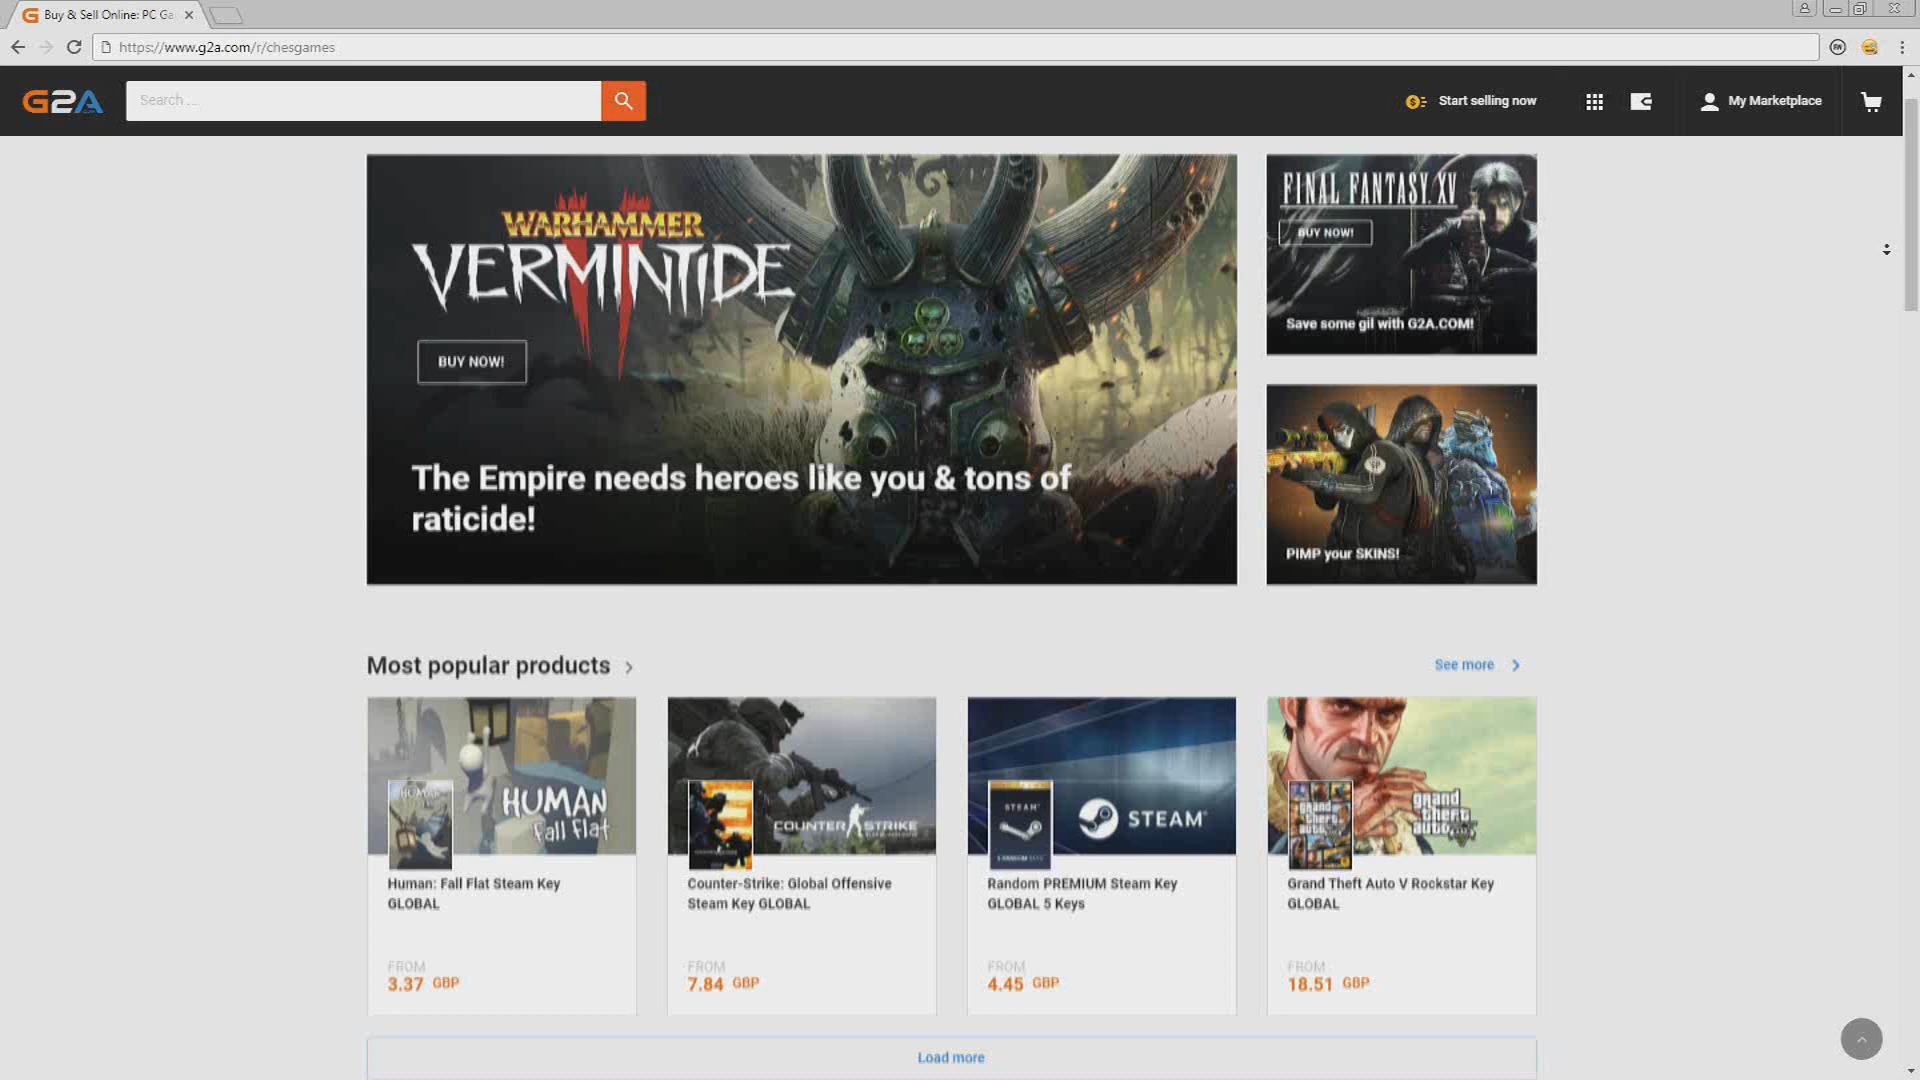 Buy & Sell Online: PC Ga
https://www.g2a.com/r/chesgames
G2A
Search ...
Start selling now
My Marketplace
WARHAMMER
VERMINTIDE
II
BUY NOW!
The Empire needs heroes like you & tons of
raticide!
FINAL FANTASY XV
BUY NOW!
Save some gil with G2A.COM!
PIMP your SKINS!
Most popular products
See more
HUMAN
HUMAN
Fall Flat
Human: Fall Flat Steam Key
GLOBAL
FROM
3.37 GBP
COUNTER STRIKE
Counter-Strike: Global Offensive
Steam Key GLOBAL
FROM
7.84 GBP
STEAM
STEAM
Random PREMIUM Steam Key
GLOBAL 5 Keys
FROM
4.45 GBP
grand
theft
auto
V
grand
theft
auto
Grand Theft Auto V Rockstar Key
GLOBAL
FROM
18.51 GBP
Load more